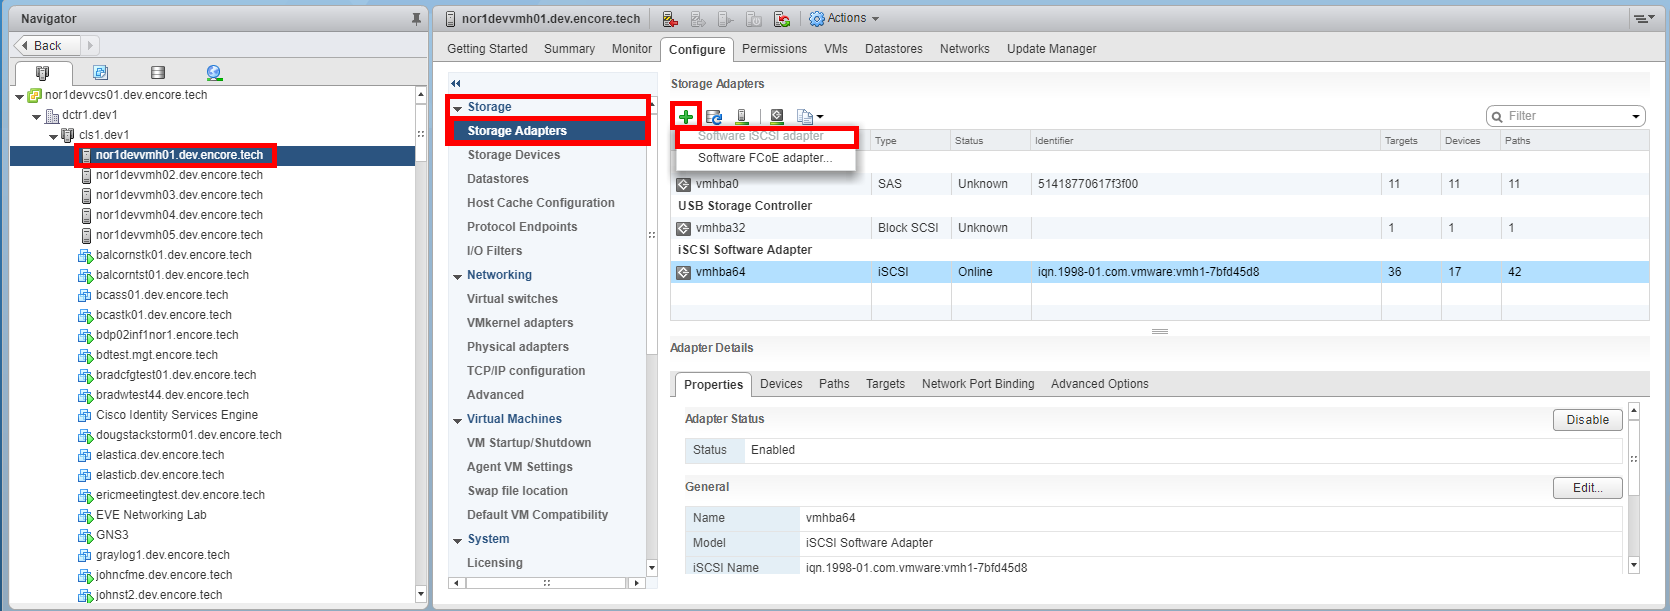 Navigator
Back
nor1devvcs01.dev.encore.tech
dctr1.dev1
cls1.dev1
nor1devvmh01.dev.encore.tech
nor1devvmh02.dev.encore.tech
nor1devvmh03.dev.encore.tech
nor1devvmh04.dev.encore.tech
nor1devvmh05.dev.encore.tech
balcornstk01.dev.encore.tech
balcorntst01.dev.encore.tech
bcass01.dev.encore.tech
bcastk01.dev.encore.tech
bdp02inf1nor1.encore.tech
bdtest.mgt.encore.tech
bradcfgtest01.dev.encore.tech
bradwtest44.dev.encore.tech
Cisco Identity Services Engine
dougstackstorm01.dev.encore.tech
elastica.dev.encore.tech
elasticb.dev.encore.tech
ericmeetingtest.dev.encore.tech
EVE Networking Lab
GNS3
graylog1.dev.encore.tech
johncfme.dev.encore.tech
johnst2.dev.encore.tech
nor1devvmh01.dev.encore.tech Actions
Getting Started Summary Monitor Configure Permissions VMs Datastores Networks Update Manager
Storage
Storage Adapters
Storage Devices
Datastores
Host Cache Configuration
Protocol Endpoints
I/O Filters
Networking
Virtual switches
VMkernel adapters
Physical adapters
TCP/IP configuration
Advanced
Virtual Machines
VM Startup/Shutdown
Agent VM Settings
Swap file location
Default VM Compatibility
System
Licensing
Storage Adapters
Filter
Software iSCSI adapter
Software FCoE adapter...
Type Status Identifier Targets Devices Paths
vmhba0 SAS Unknown 51418770617f3f00 11 11 11
USB Storage Controller
vmhba32 Block SCSI Unknown 1 1 1
iSCSI Software Adapter
vmhba64 iSCSI Online iqn.1998-01.com.vmware:vmh1-7bfd45d8 36 17 42
Adapter Details
Properties Devices Paths Targets Network Port Binding Advanced Options
Adapter Status Disable
Status Enabled
General Edit...
Name vmhba64
Model iSCSI Software Adapter
iSCSI Name iqn.1998-01.com.vmware:vmh1-7bfd45d8